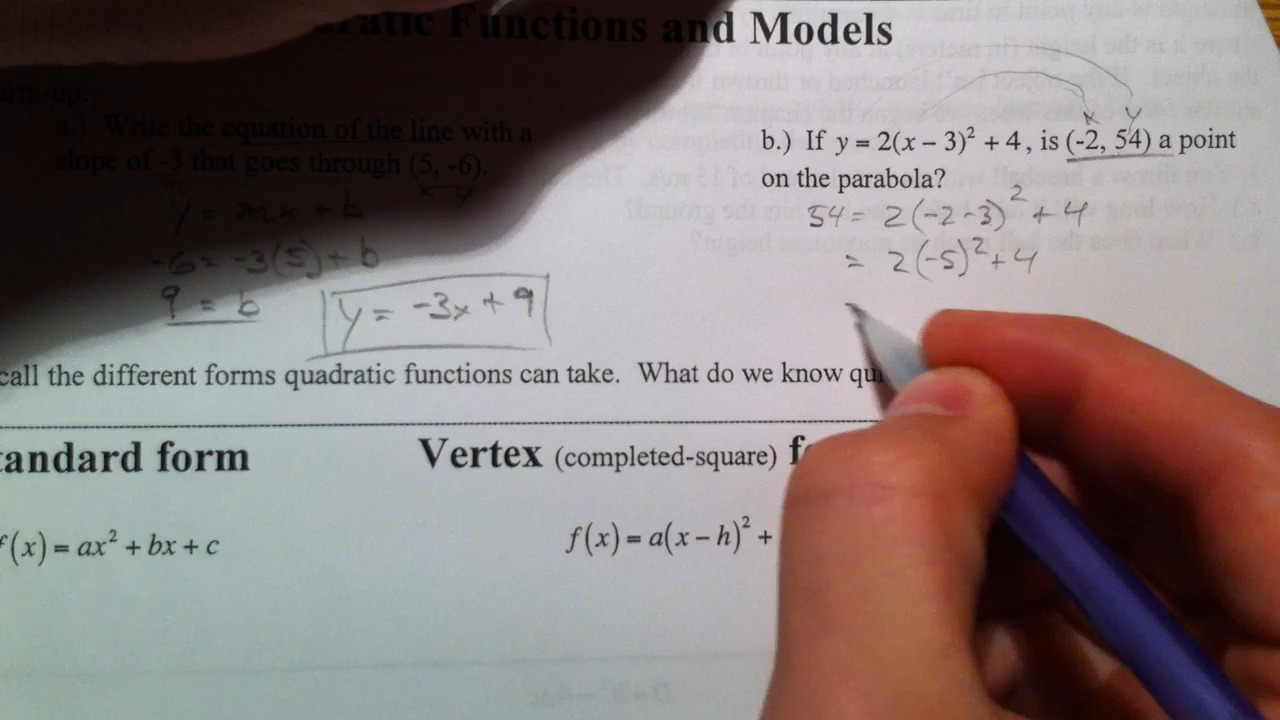 ratic Functions and Models
arm-up:
a.) Write the equation of the line with a
slope of -3 that goes through (5, -6).
x y
y = mx + b
-6 = -3(5) + b
9 = b
y = -3x + 9
x y
b.) If y = 2(x − 3)² + 4, is (-2, 54) a point
on the parabola?
54 = 2(-2-3)² + 4
= 2(-5)² + 4
call the different forms quadratic functions can take. What do we know qu
tandard form
Vertex (completed-square) f
f(x) = ax² + bx + c
f(x) = a(x − h)² +